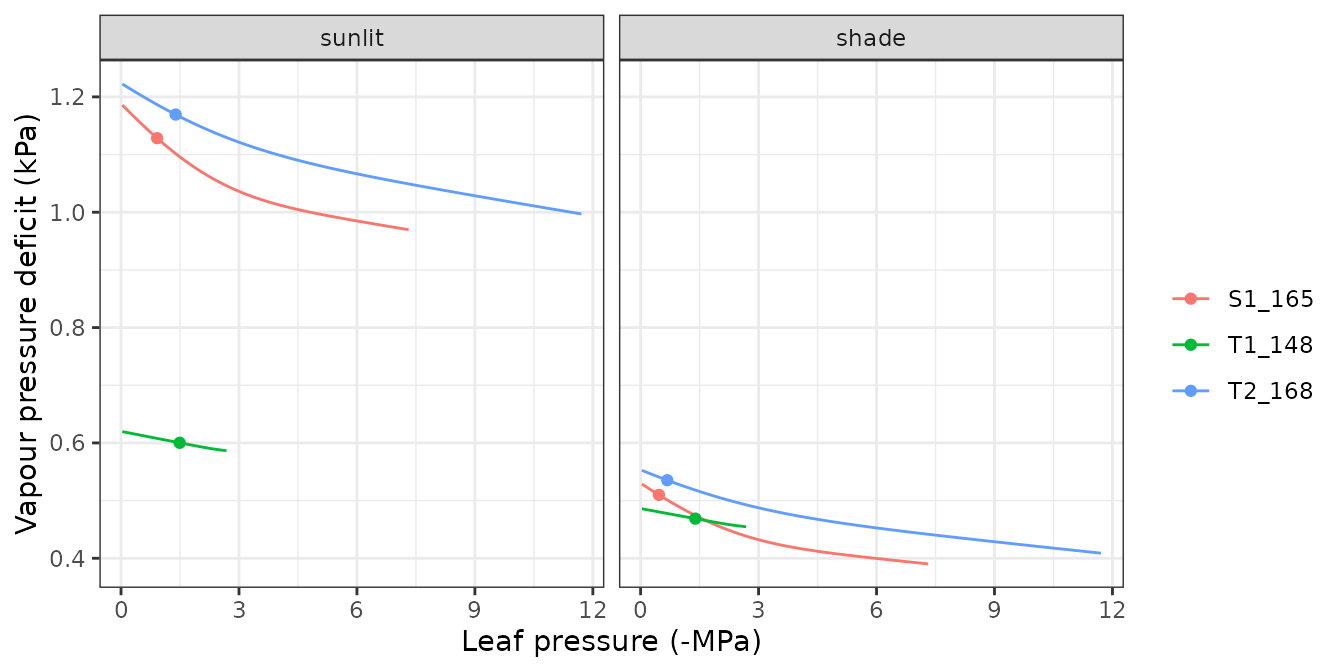 sunlit
shade
Vapour pressure deficit (kPa)
1.2
1.0
0.8
0.6
0.4
0 3 6 9 12
0 3 6 9 12
Leaf pressure (-MPa)
S1_165
T1_148
T2_168